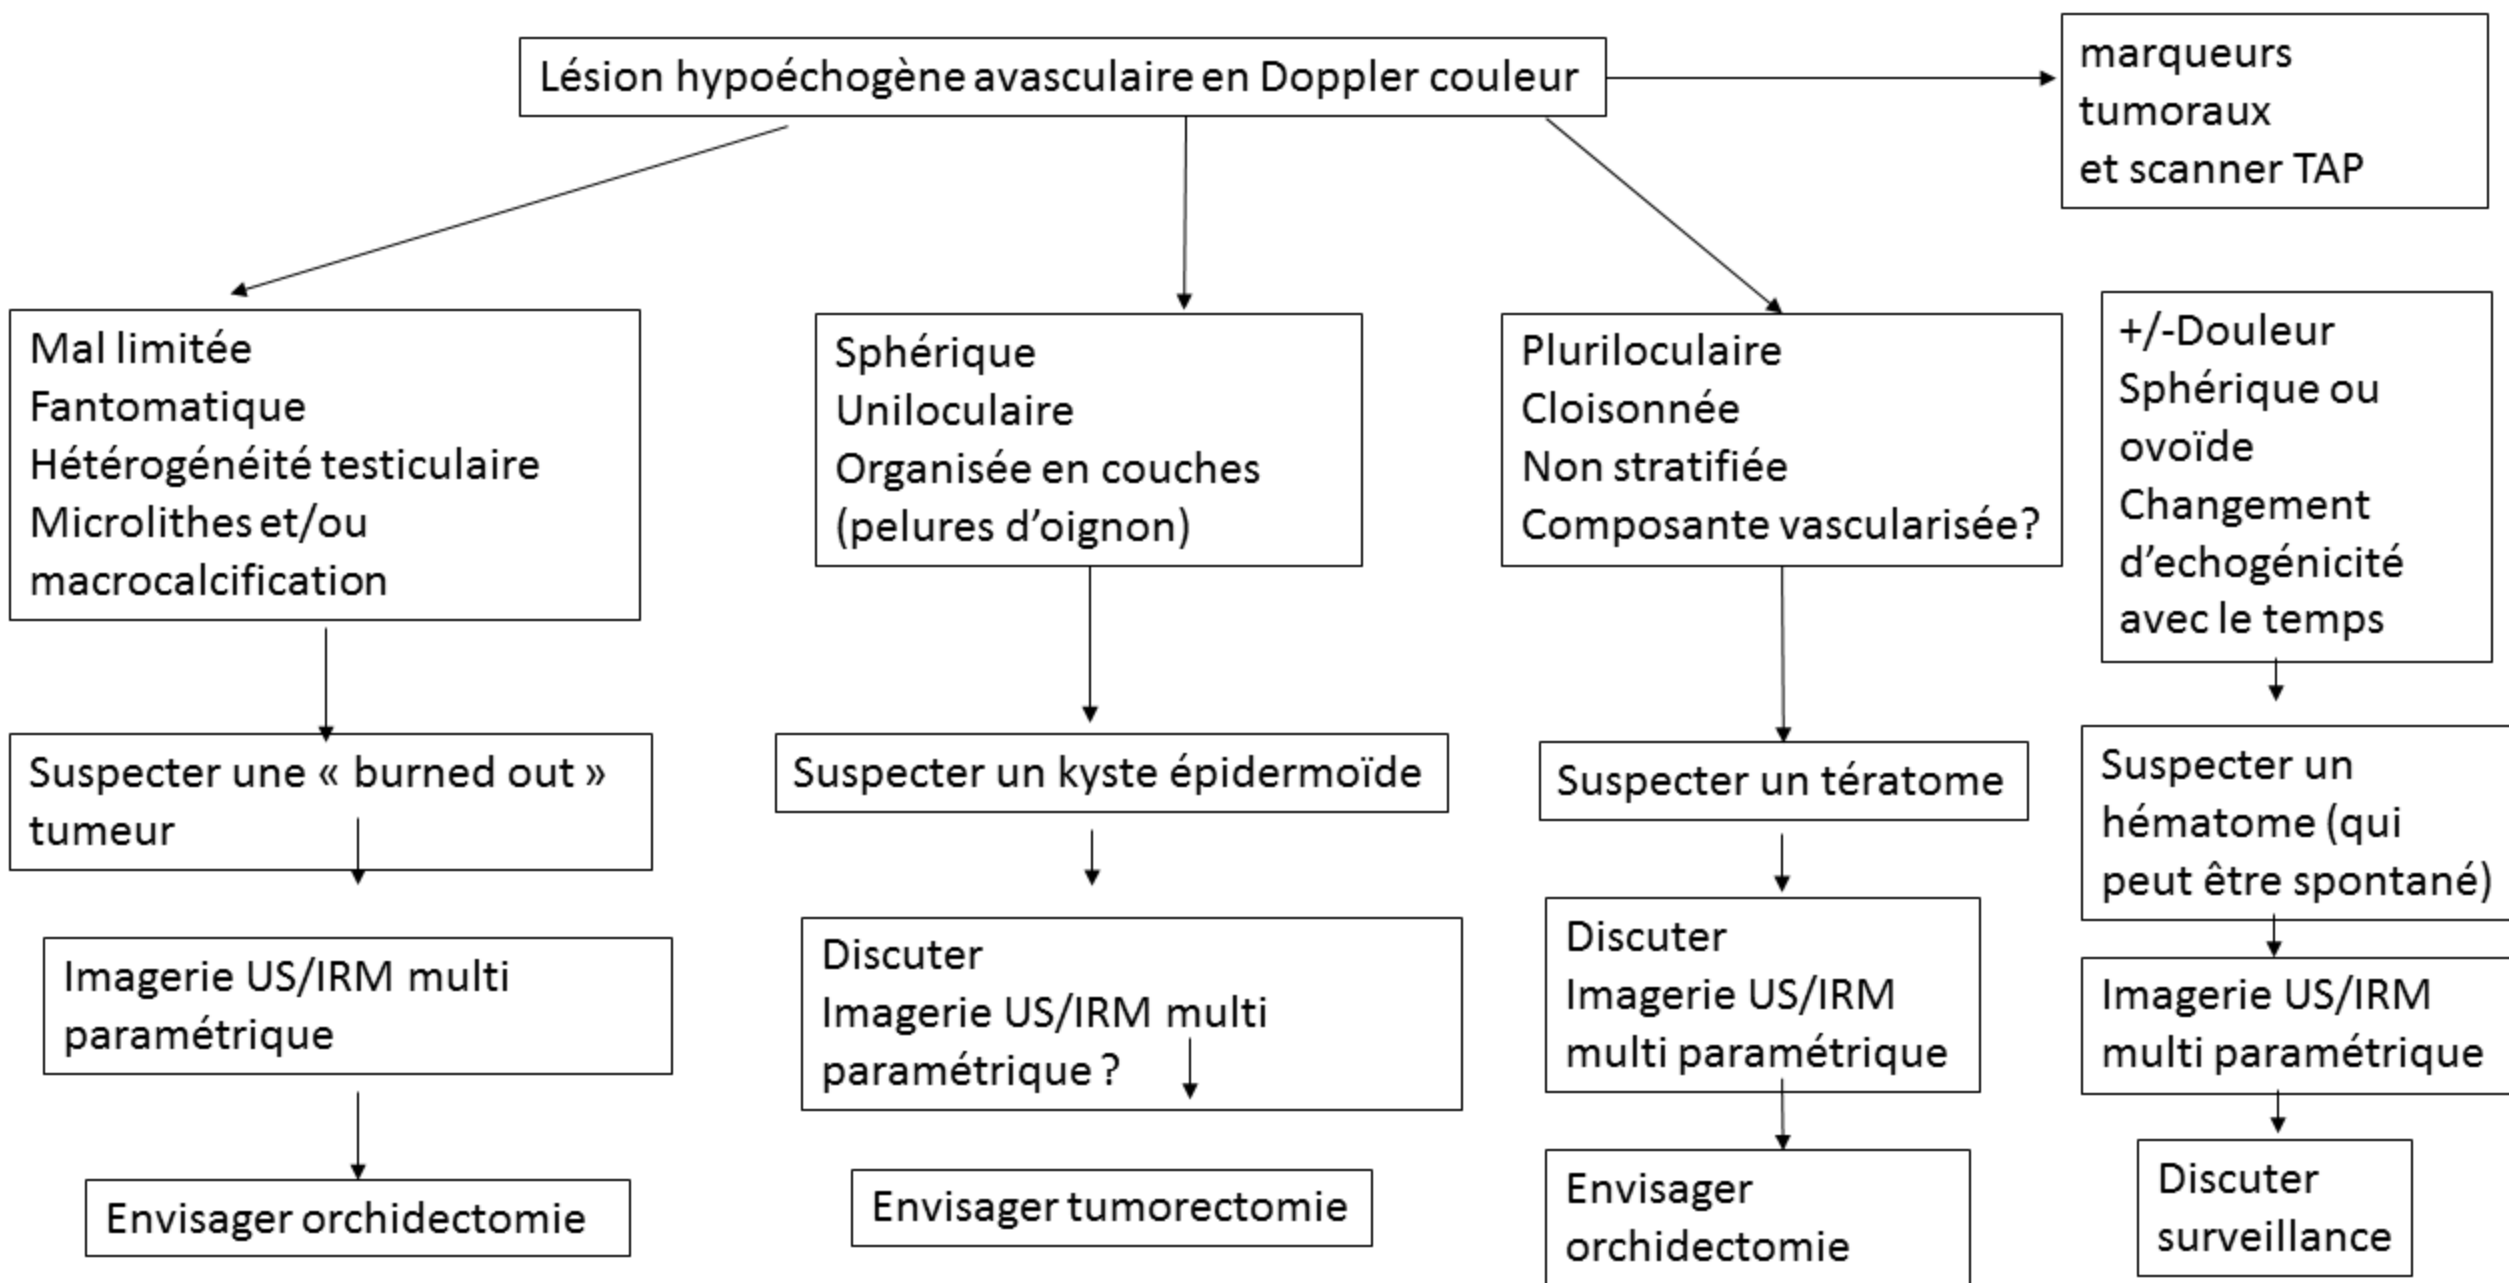 Lésion hypoéchogène avasculaire en Doppler couleur
marqueurs
tumoraux
et scanner TAP
Mal limitée
Fantomatique
Hétérogénéité testiculaire
Microlithes et/ou
macrocalcification
Sphérique
Uniloculaire
Organisée en couches
(pelures d'oignon)
Pluriloculaire
Cloisonnée
Non stratifiée
Composante vascularisée?
+/-Douleur
Sphérique ou
ovoïde
Changement
d'echogénicité
avec le temps
Suspecter une « burned out »
tumeur
Suspecter un kyste épidermoïde
Suspecter un tératome
Suspecter un
hématome (qui
peut être spontané)
Imagerie US/IRM multi
paramétrique
Discuter
Imagerie US/IRM multi
paramétrique ?
Discuter
Imagerie US/IRM
multi paramétrique
Imagerie US/IRM
multi paramétrique
Envisager orchidectomie
Envisager tumorectomie
Envisager
orchidectomie
Discuter
surveillance